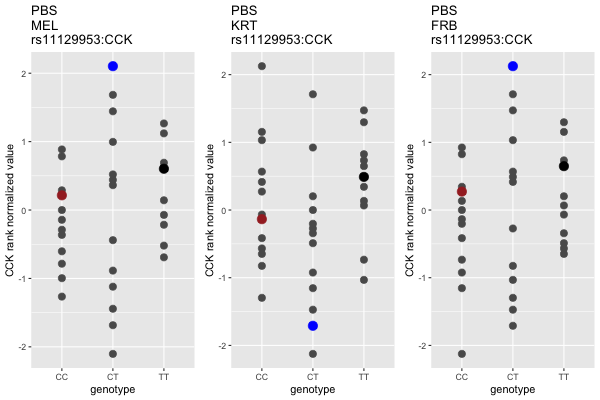 PBS
MEL
rs11129953:CCK
PBS
KRT
rs11129953:CCK
PBS
FRB
rs11129953:CCK
CCK rank normalized value
2
1
0
-1
-2
CC CT TT
genotype
CCK rank normalized value
2
1
0
-1
-2
CC CT TT
genotype
CCK rank normalized value
2
1
0
-1
-2
CC CT TT
genotype